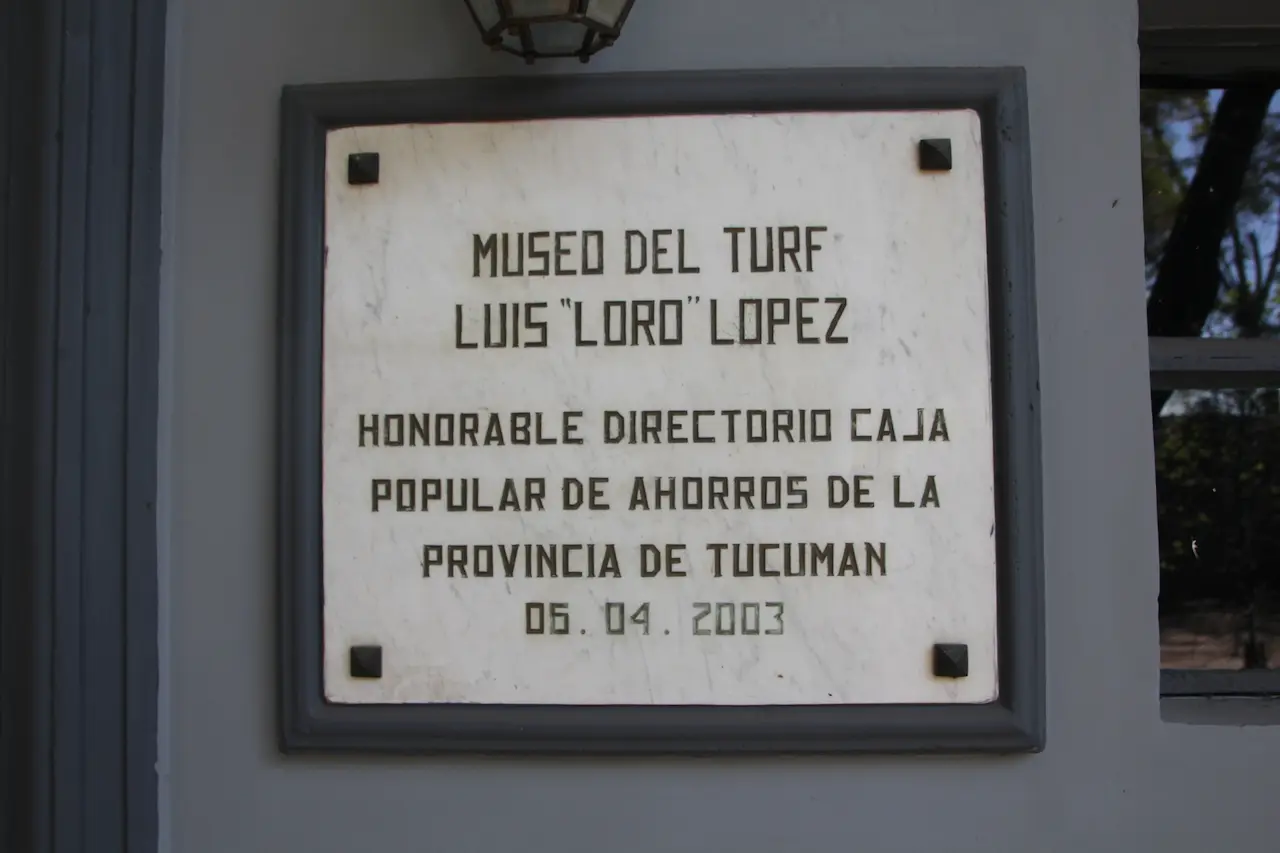 MUSEO DEL TURF
LUIS "LORO" LOPEZ
HONORABLE DIRECTORIO CAJA
POPULAR DE AHORROS DE LA
PROVINCIA DE TUCUMAN
06.04.2003